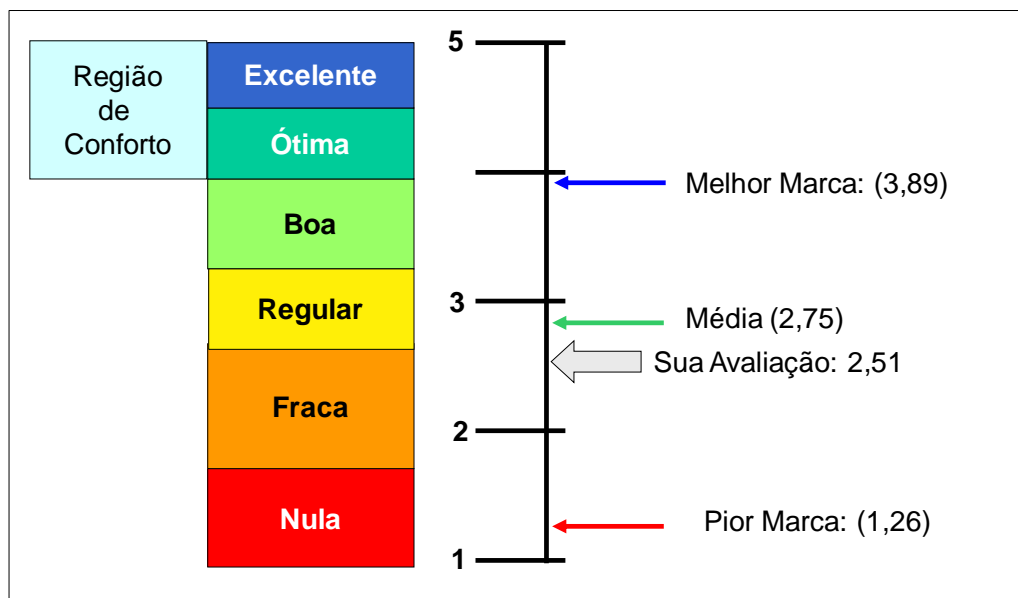 Região
de
Conforto
Excelente
Ótima
Boa
Regular
Fraca
Nula
5
3
2
1
Melhor Marca: (3,89)
Média (2,75)
Sua Avaliação: 2,51
Pior Marca: (1,26)